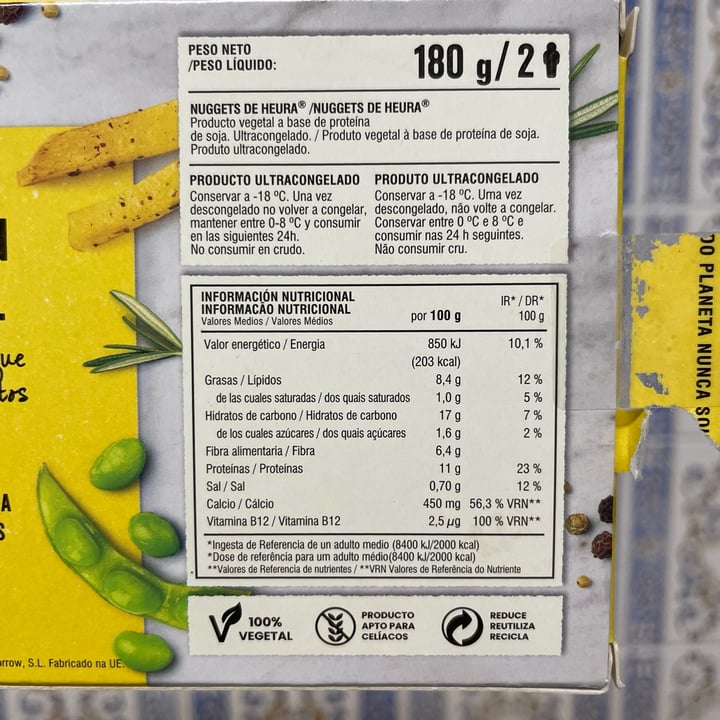 PESO NETO
/PESO LÍQUIDO:
180 g/ 2
NUGGETS DE HEURA® /NUGGETS DE HEURA®
Producto vegetal a base de proteína
de soja. Ultracongelado. / Produto vegetal à base de proteína de soja.
Produto ultracongelado.
PRODUCTO ULTRACONGELADO
Conservar a -18 ºC. Una vez
descongelado no volver a congelar,
mantener entre 0-8 ºC y consumir
en las siguientes 24h.
No consumir en crudo.
PRODUTO ULTRACONGELADO
Conservar a -18 ºC. Uma vez
descongelado, não volte a congelar.
Conservar entre 0 ºC e 8 ºC e
consumir nas 24 h seguintes.
Não consumir cru.
INFORMACIÓN NUTRICIONAL
INFORMACÃO NUTRICIONAL
Valores Medios / Valores Médios
por 100 g
IR* / DR*
100 g
Valor energético / Energia 850 kJ 10,1 %
(203 kcal)
Grasas / Lípidos 8,4 g 12 %
de las cuales saturadas / dos quais saturados 1,0 g 5 %
Hidratos de carbono / Hidratos de carbono 17 g 7 %
de los cuales azúcares / dos quais açúcares 1,6 g 2 %
Fibra alimentaria / Fibra 6,4 g
Proteínas / Proteínas 11 g 23 %
Sal / Sal 0,70 g 12 %
Calcio / Cálcio 450 mg 56,3 % VRN**
Vitamina B12 / Vitamina B12 2,5 µg 100 % VRN**
*Ingesta de Referencia de un adulto medio (8400 kJ/2000 kcal)
*Dose de referência para um adulto médio(8400 kJ/2000 kcal)
**Valores de Referencia de nutrientes / **VRN Valores de Referência do Nutriente
100%
VEGETAL
PRODUCTO
APTO PARA
CELÍACOS
REDUCE
REUTILIZA
RECICLA
rrow, S.L. Fabricado na UE.
PLANETA NUNCA